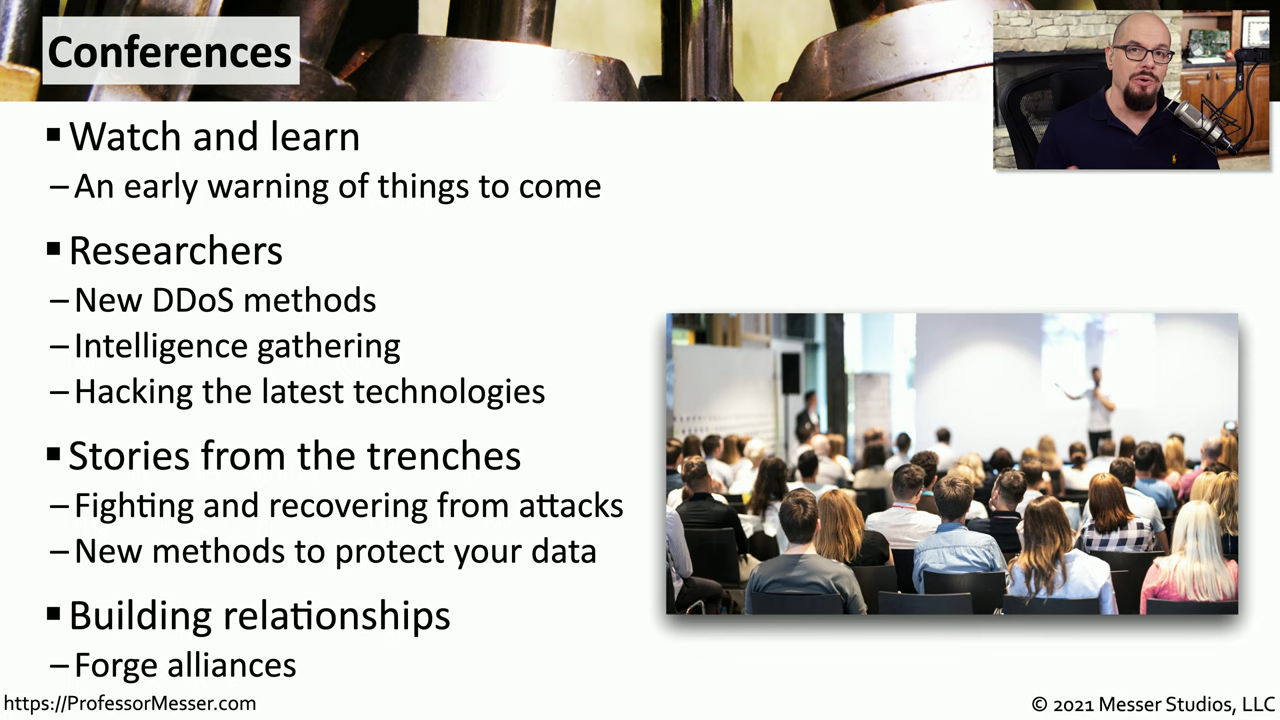 Conferences
▪ Watch and learn
– An early warning of things to come
▪ Researchers
– New DDoS methods
– Intelligence gathering
– Hacking the latest technologies
▪ Stories from the trenches
– Fighting and recovering from attacks
– New methods to protect your data
▪ Building relationships
– Forge alliances
https://ProfessorMesser.com
© 2021 Messer Studios, LLC